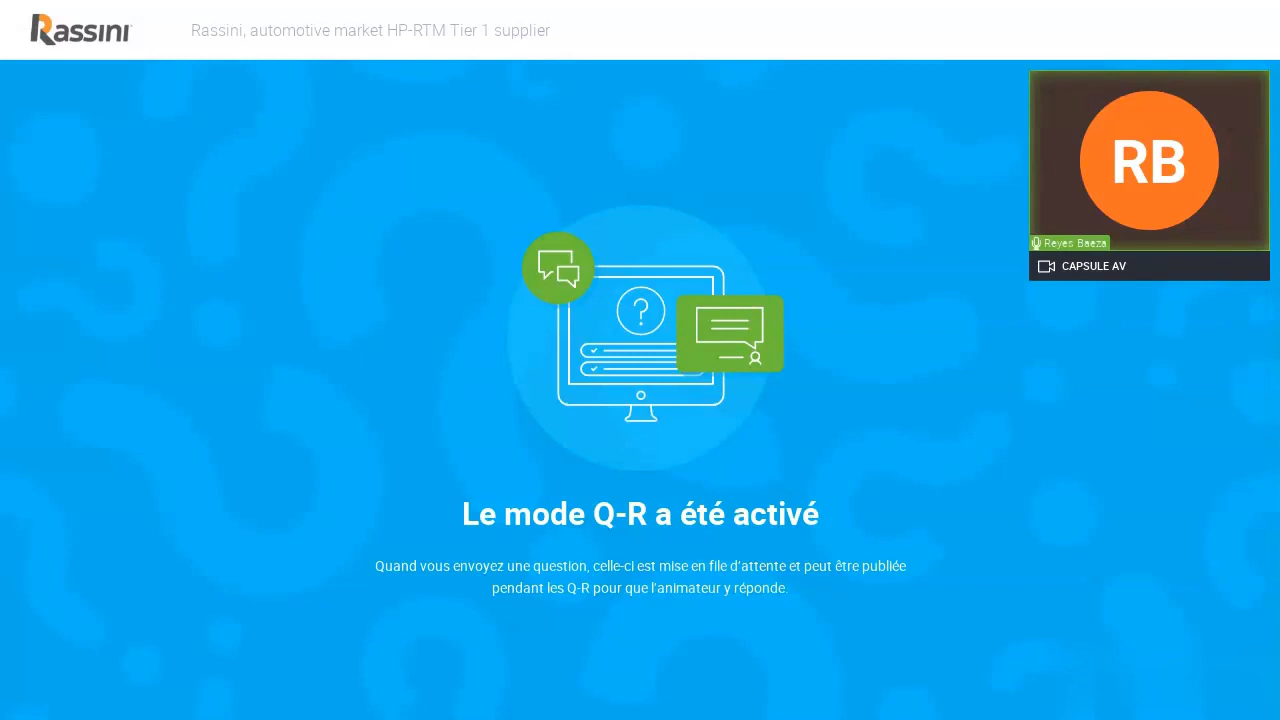 Rassini
Rassini, automotive market HP-RTM Tier 1 supplier
RB
Reyes Baeza
CAPSULE AV
Le mode Q-R a été activé
Quand vous envoyez une question, celle-ci est mise en file d’attente et peut être publiée
pendant les Q-R pour que l’animateur y réponde.